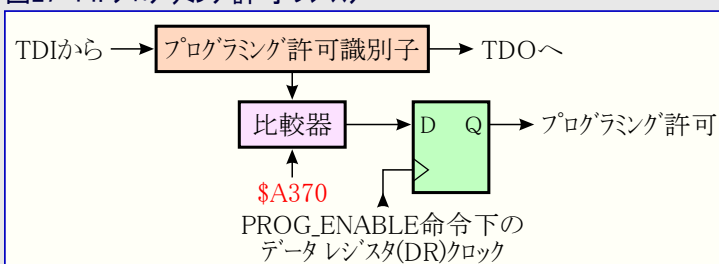 TDIから
プログラミング許可識別子
TDOへ
比較器
D Q
プログラミング許可
$A370
PROG_ENABLE命令下の
データ レジスタ(DR)クロック